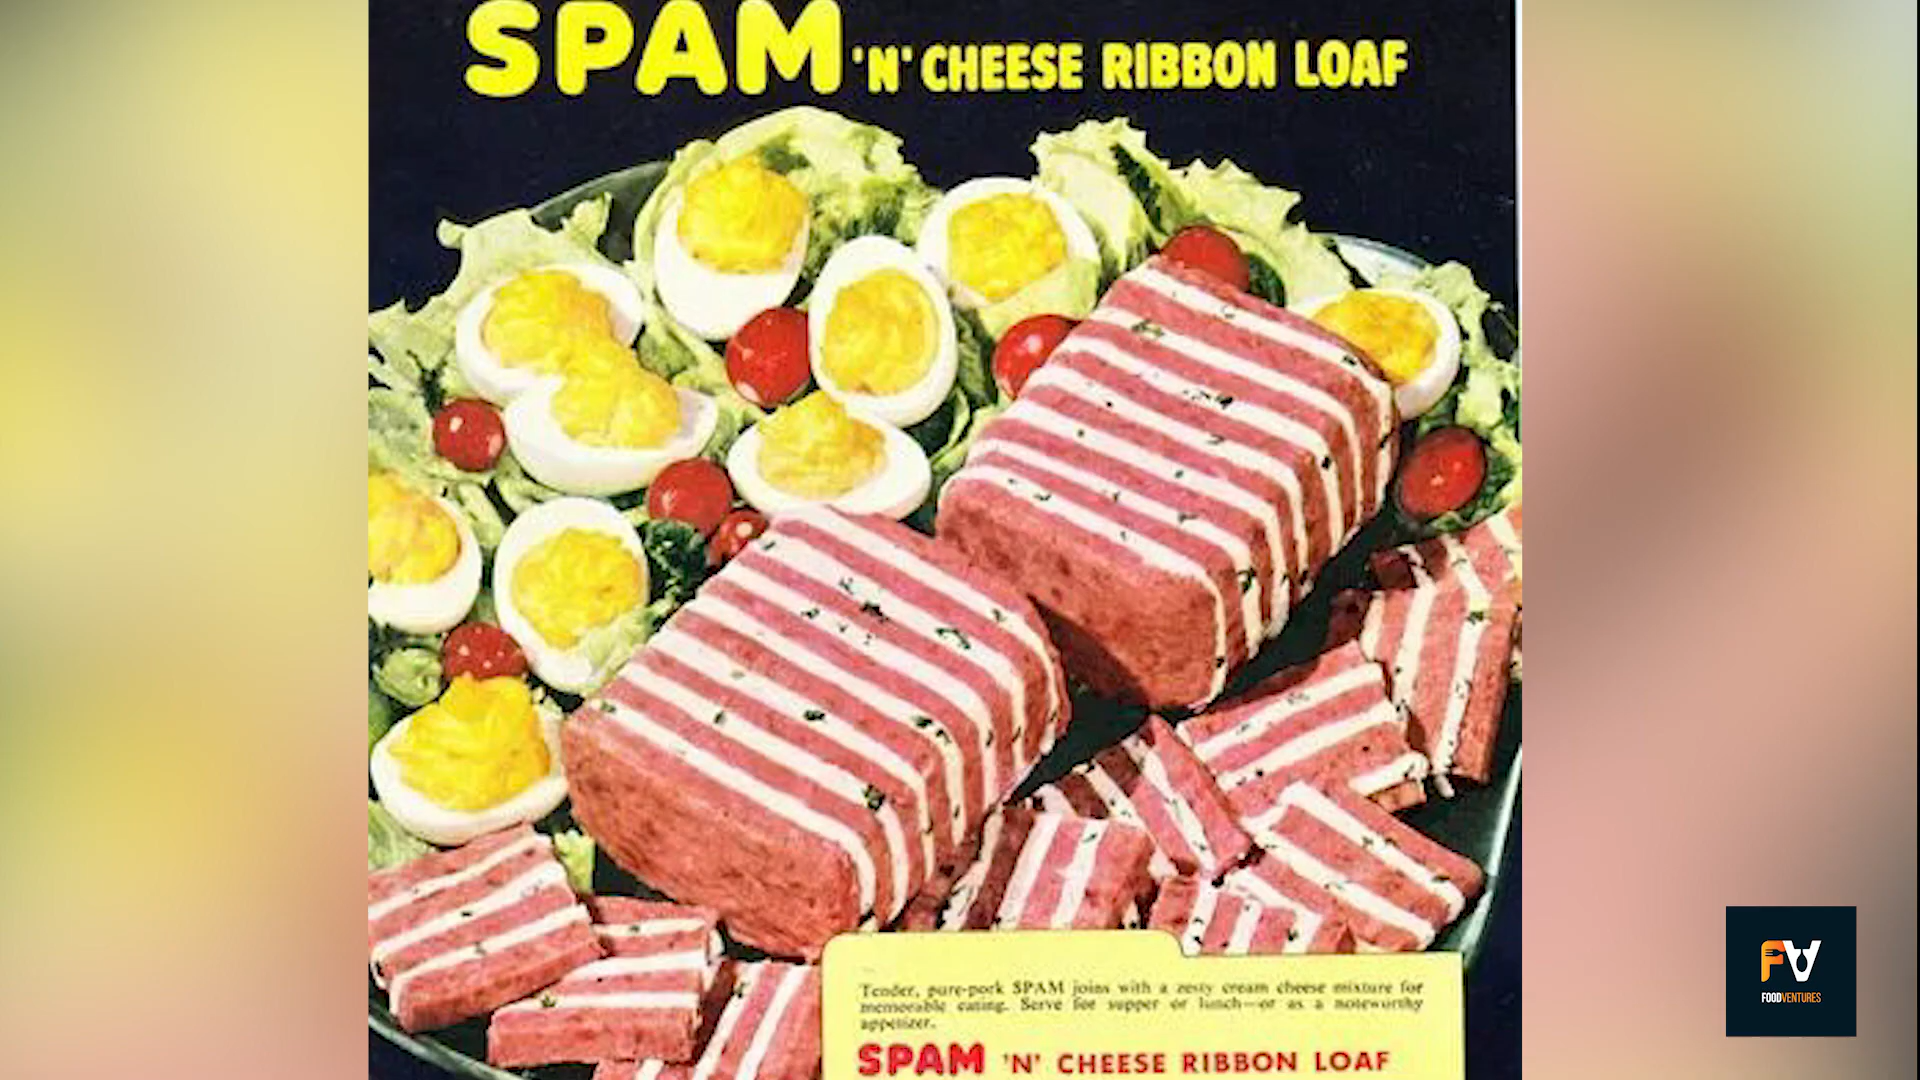 SPAM 'N' CHEESE RIBBON LOAF
Tender, pure-pork SPAM joins with a zesty cream cheese mixture for
memorable eating. Serve for supper or lunch—or as a noteworthy
appetizer.
SPAM 'N' CHEESE RIBBON LOAF
FOODVENTURES